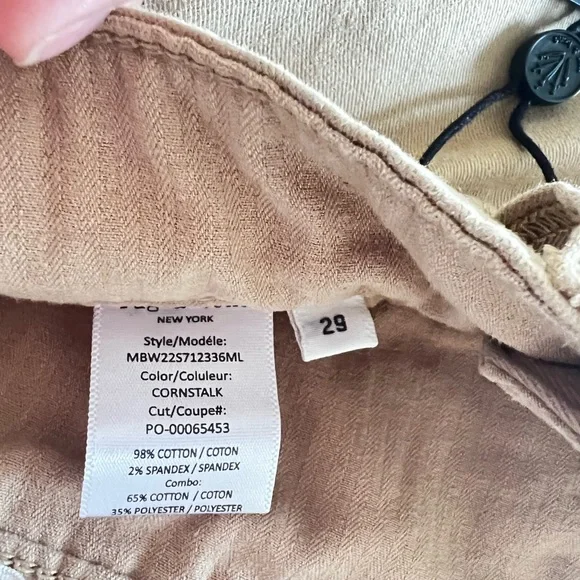 NEW YORK
Style/Modéle:
MBW22S712336ML
Color/Coluleur:
CORNSTALK
Cut/Coupe#:
PO-00065453
98% COTTON / COTON
2% SPANDEX / SPANDEX
Combo:
65% COTTON / COTON
35% POLYESTER / POLYESTER
29